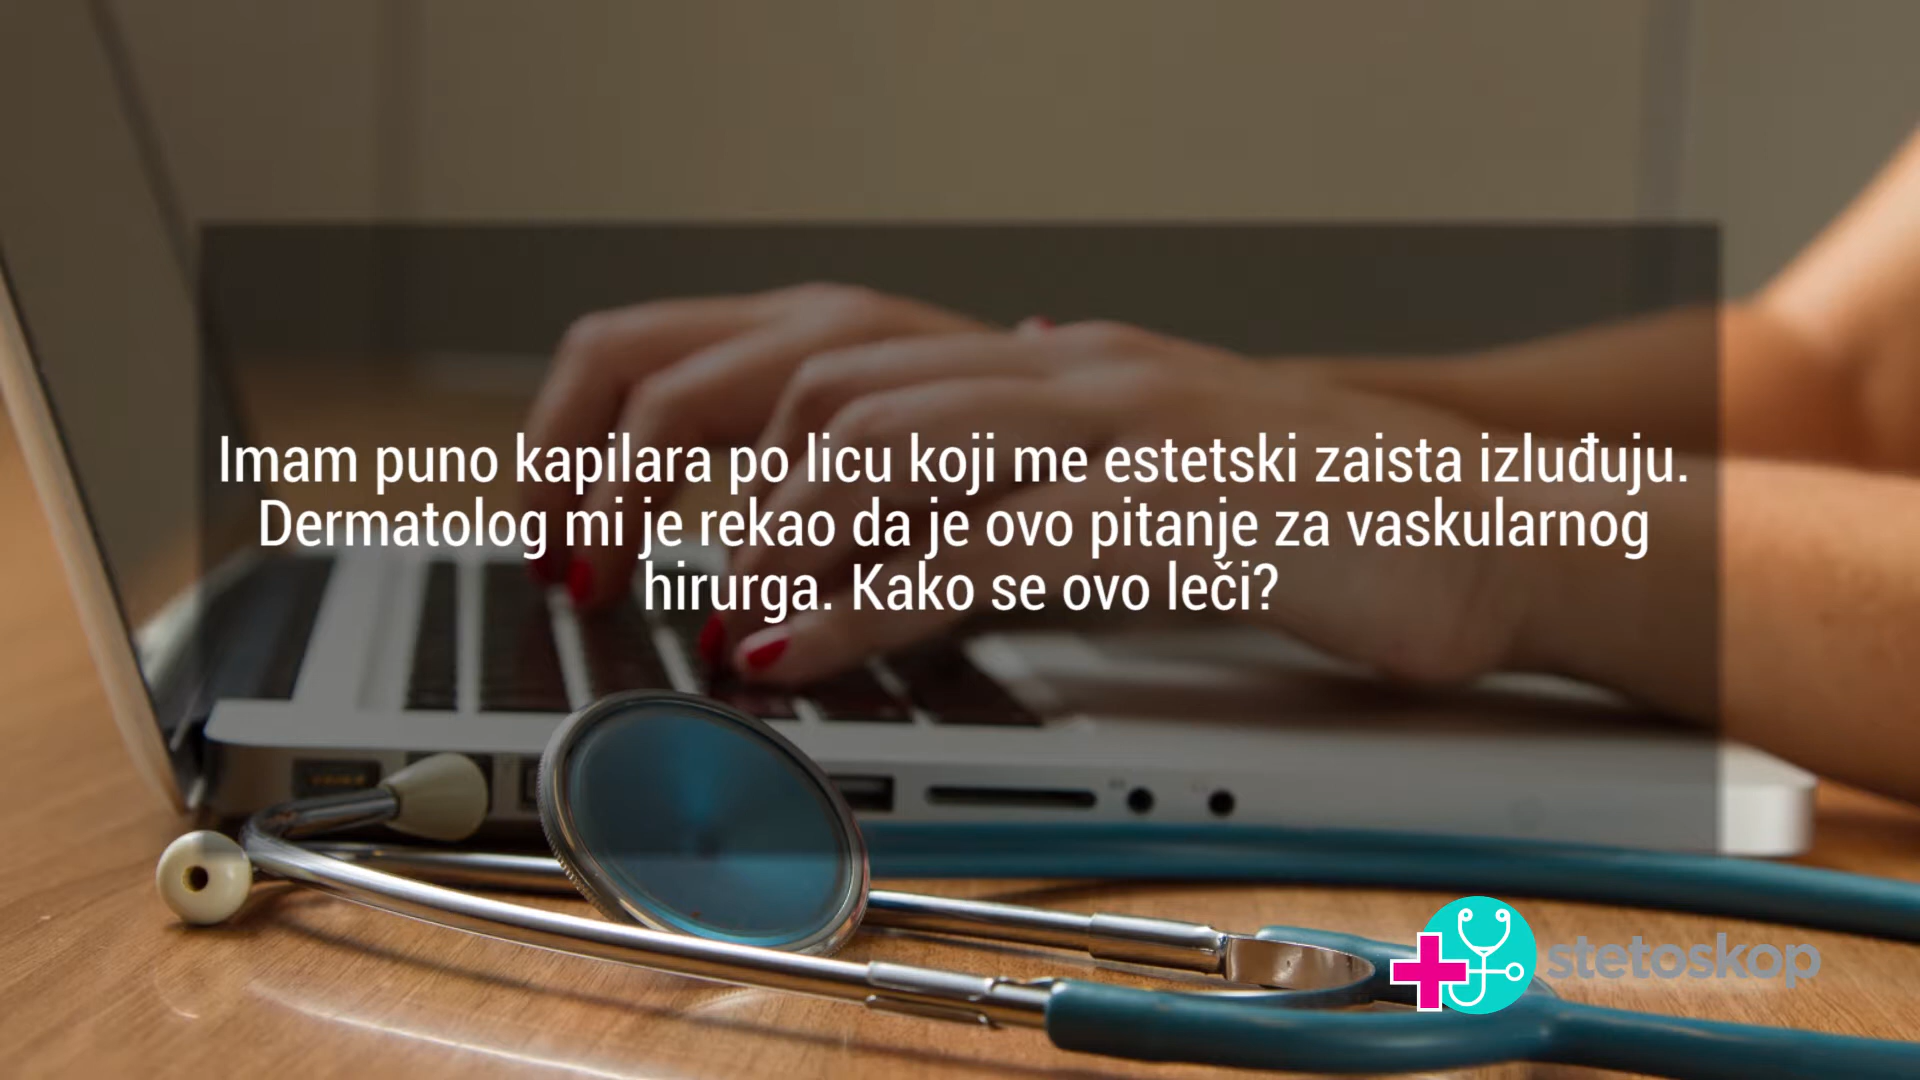 Imam puno kapilara po licu koji me estetski zaista izluđuju.
Dermatolog mi je rekao da je ovo pitanje za vaskularnog
hirurga. Kako se ovo leči?
stetoskop